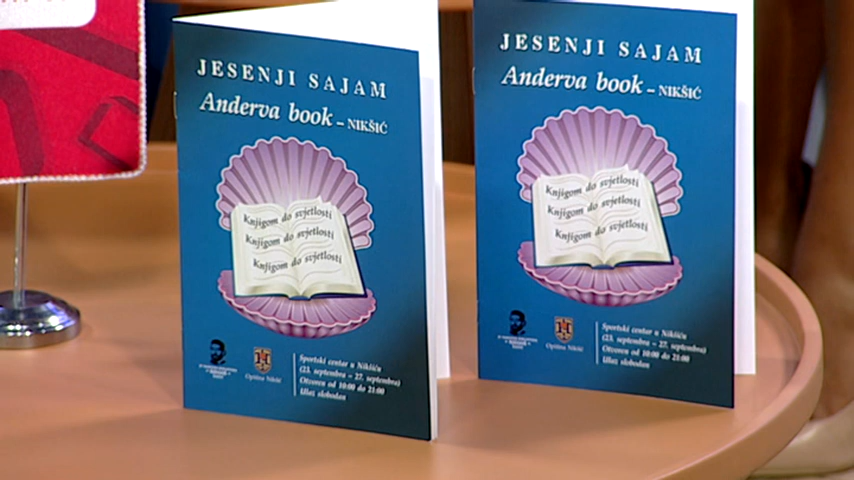 JESENJI SAJAM
Anderva book – NIKŠIĆ
Knjigom do svjetlosti
Knjigom do svjetlosti
Knjigom do svjetlosti
Opština Nikšić
Sportski centar u Nikšiću
(23. septembra – 27. septembra)
Otvoren od 10:00 do 21:00
Ulaz slobodan
JESENJI SAJAM
Anderva book – NIKŠIĆ
Knjigom do svjetlosti
Knjigom do svjetlosti
Knjigom do svjetlosti
Opština Nikšić
Sportski centar u Nikšiću
(23. septembra – 27. septembra)
Otvoren od 10:00 do 21:00
Ulaz slobodan